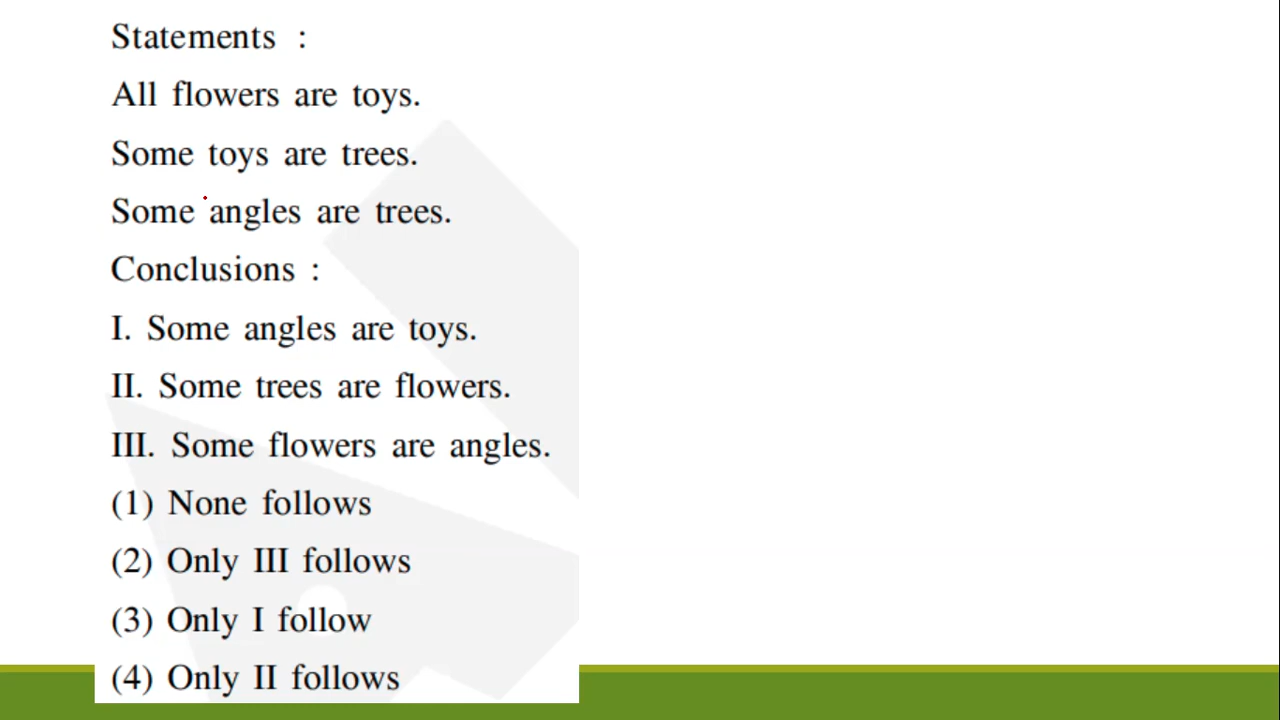 Statements :
All flowers are toys.
Some toys are trees.
Some angles are trees.
Conclusions :
I. Some angles are toys.
II. Some trees are flowers.
III. Some flowers are angles.
(1) None follows
(2) Only III follows
(3) Only I follow
(4) Only II follows